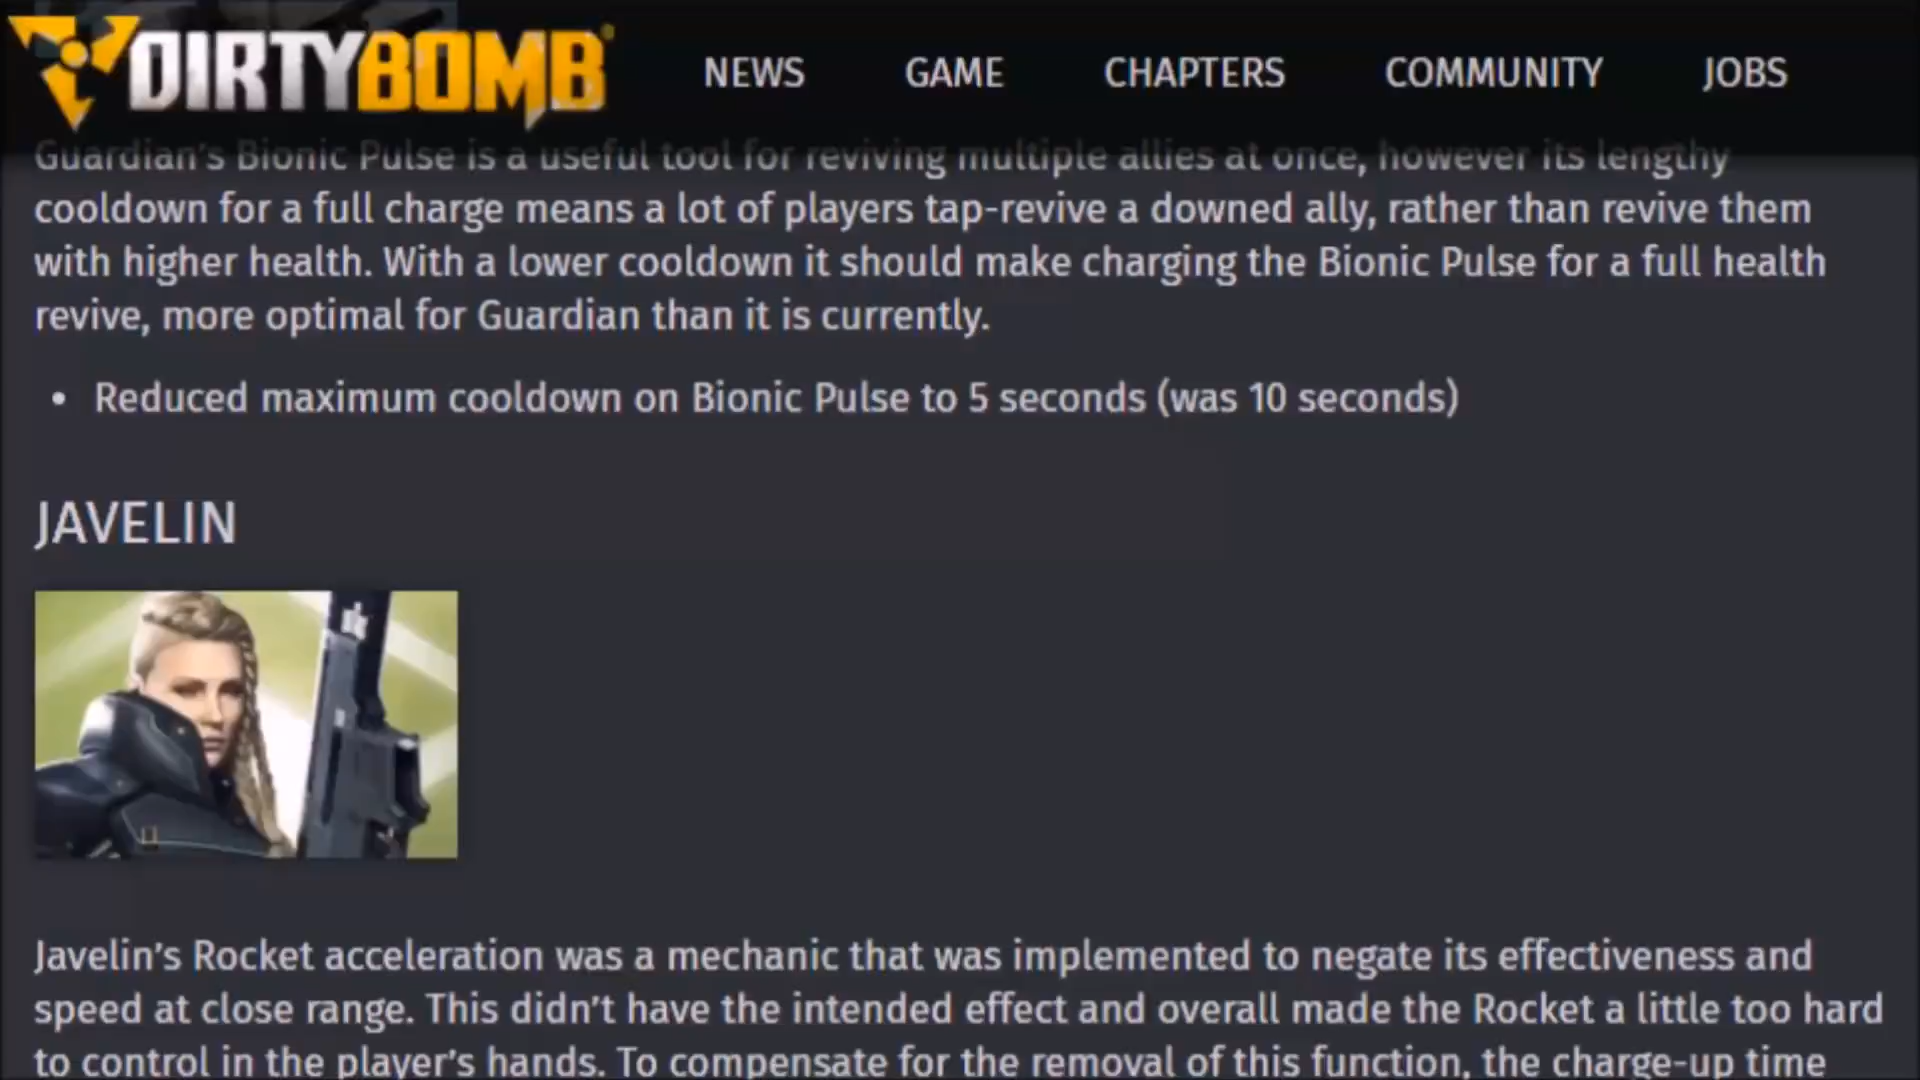 DIRTYBOMB
NEWS GAME CHAPTERS COMMUNITY JOBS
Guardian's Bionic Pulse is a useful tool for reviving multiple allies at once, however its lengthy
cooldown for a full charge means a lot of players tap-revive a downed ally, rather than revive them
with higher health. With a lower cooldown it should make charging the Bionic Pulse for a full health
revive, more optimal for Guardian than it is currently.
• Reduced maximum cooldown on Bionic Pulse to 5 seconds (was 10 seconds)
JAVELIN
Javelin's Rocket acceleration was a mechanic that was implemented to negate its effectiveness and
speed at close range. This didn't have the intended effect and overall made the Rocket a little too hard
to control in the player's hands. To compensate for the removal of this function, the charge-up time